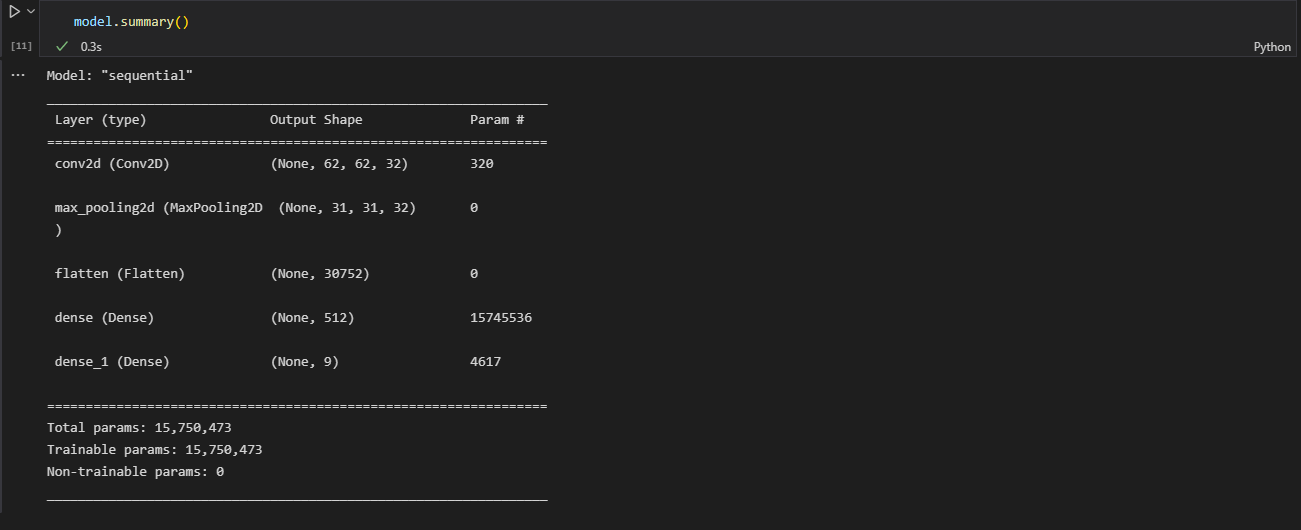 model.summary()
[11] 0.3s Python
... Model: "sequential"
_________________________________________________________________
 Layer (type)                Output Shape              Param #
=================================================================
 conv2d (Conv2D)             (None, 62, 62, 32)        320
 max_pooling2d (MaxPooling2D  (None, 31, 31, 32)       0
 )
 flatten (Flatten)           (None, 30752)             0
 dense (Dense)               (None, 512)               15745536
 dense_1 (Dense)             (None, 9)                 4617
=================================================================
Total params: 15,750,473
Trainable params: 15,750,473
Non-trainable params: 0
_________________________________________________________________